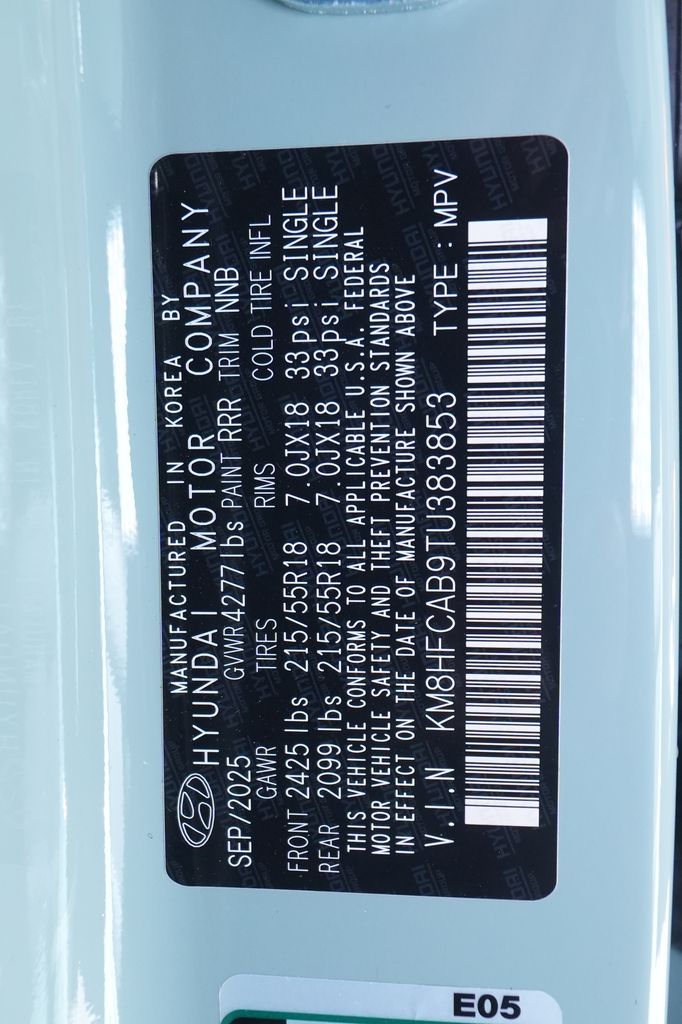 MANUFACTURED IN KOREA BY
HYUNDAI MOTOR COMPANY
SEP/2025 GVWR 4277 lbs PAINT RRR TRIM NNB
GAWR TIRES RIMS COLD TIRE INFL
FRONT 2425 lbs 215/55R18 7.0JX18 33psi SINGLE
REAR 2099 lbs 215/55R18 7.0JX18 33psi SINGLE
THIS VEHICLE CONFORMS TO ALL APPLICABLE U.S.A. FEDERAL
MOTOR VEHICLE SAFETY AND THEFT PREVENTION STANDARDS
IN EFFECT ON THE DATE OF MANUFACTURE SHOWN ABOVE
V.I.N KM8HFCAB9TU383853 TYPE : MPV
E05